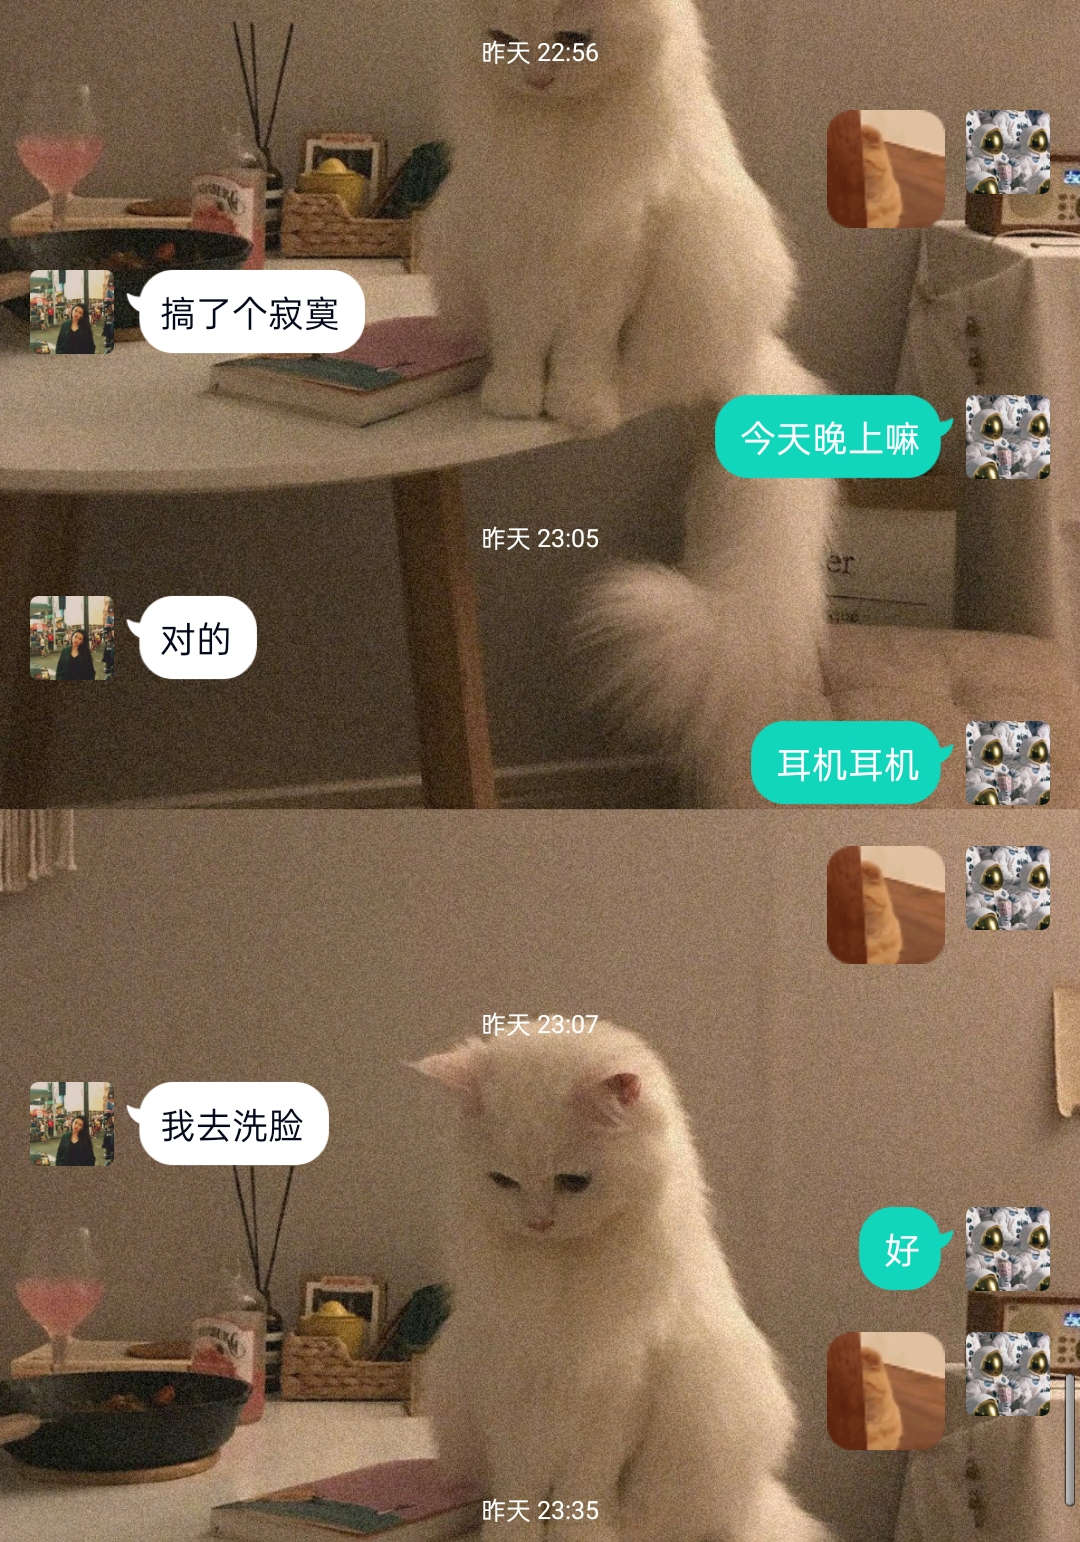 昨天 22:56
搞了个寂寞
今天晚上嘛
昨天 23:05
对的
er
耳机耳机
昨天 23:07
我去洗脸
好
昨天 23:35